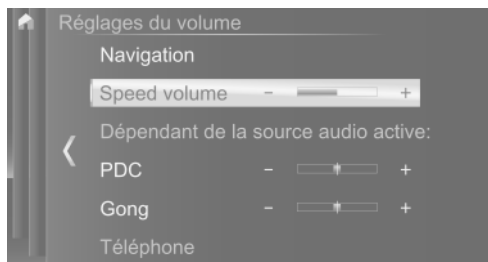 Réglages du volume
Navigation
Speed volume - +
Dépendant de la source audio active:
PDC - +
Gong - +
Téléphone